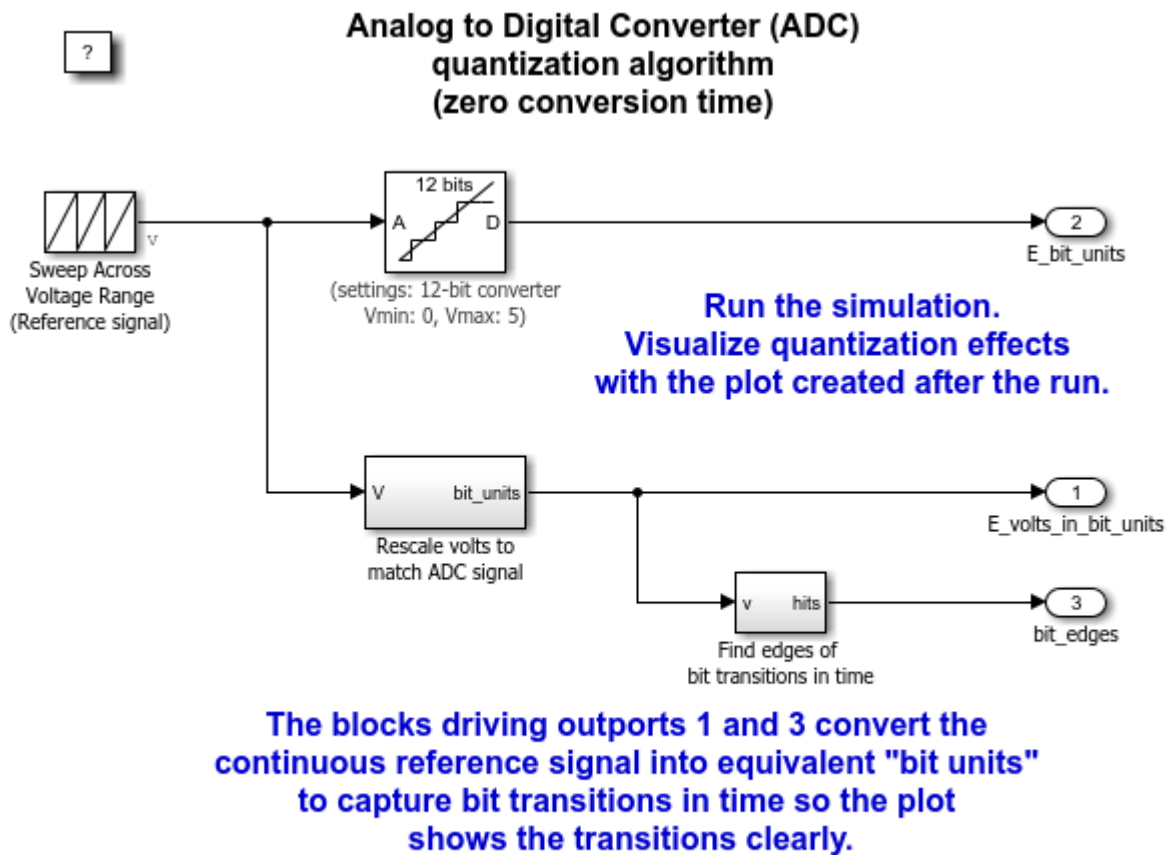 Analog to Digital Converter (ADC)
quantization algorithm
(zero conversion time)
?
12 bits
A
D
v
Sweep Across
Voltage Range
(Reference signal)
(settings: 12-bit converter
Vmin: 0, Vmax: 5)
2
E_bit_units
Run the simulation.
Visualize quantization effects
with the plot created after the run.
V
bit_units
Rescale volts to
match ADC signal
1
E_volts_in_bit_units
v
hits
Find edges of
bit transitions in time
3
bit_edges
The blocks driving outports 1 and 3 convert the
continuous reference signal into equivalent "bit units"
to capture bit transitions in time so the plot
shows the transitions clearly.